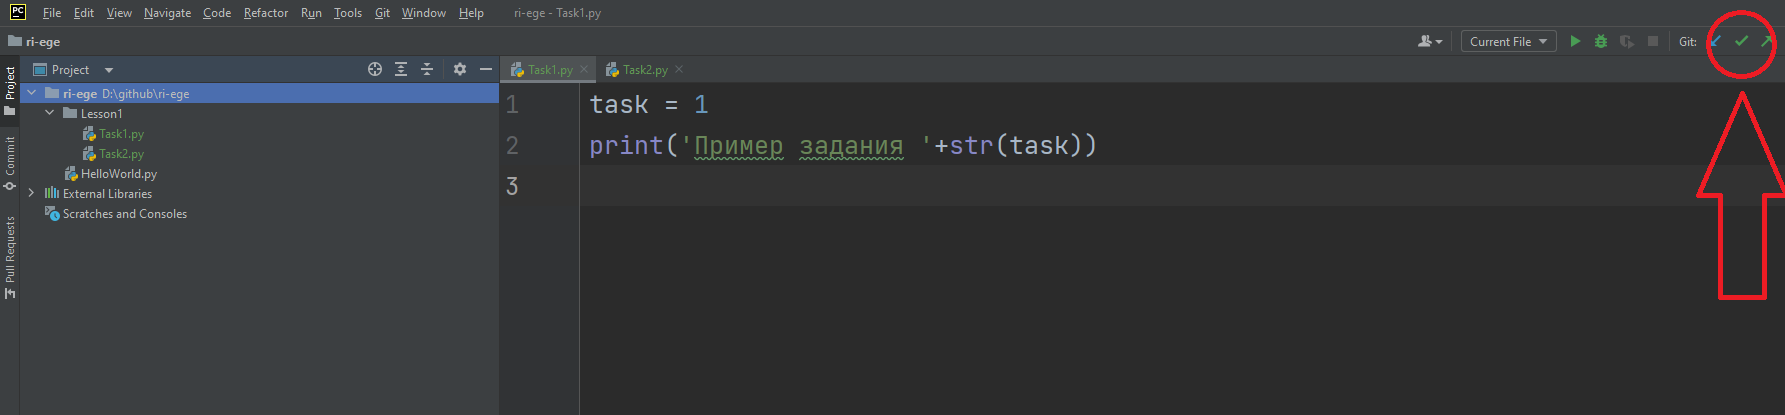 PC File Edit View Navigate Code Refactor Run Tools Git Window Help ri-ege - Task1.py
ri-ege Current File Git:
Project
Project
Task1.py Task2.py
ri-ege D:\github\ri-ege
Lesson1
Task1.py
Task2.py
HelloWorld.py
External Libraries
Scratches and Consoles
Commit
Pull Requests
1 task = 1
2 print('Пример задания '+str(task))
3